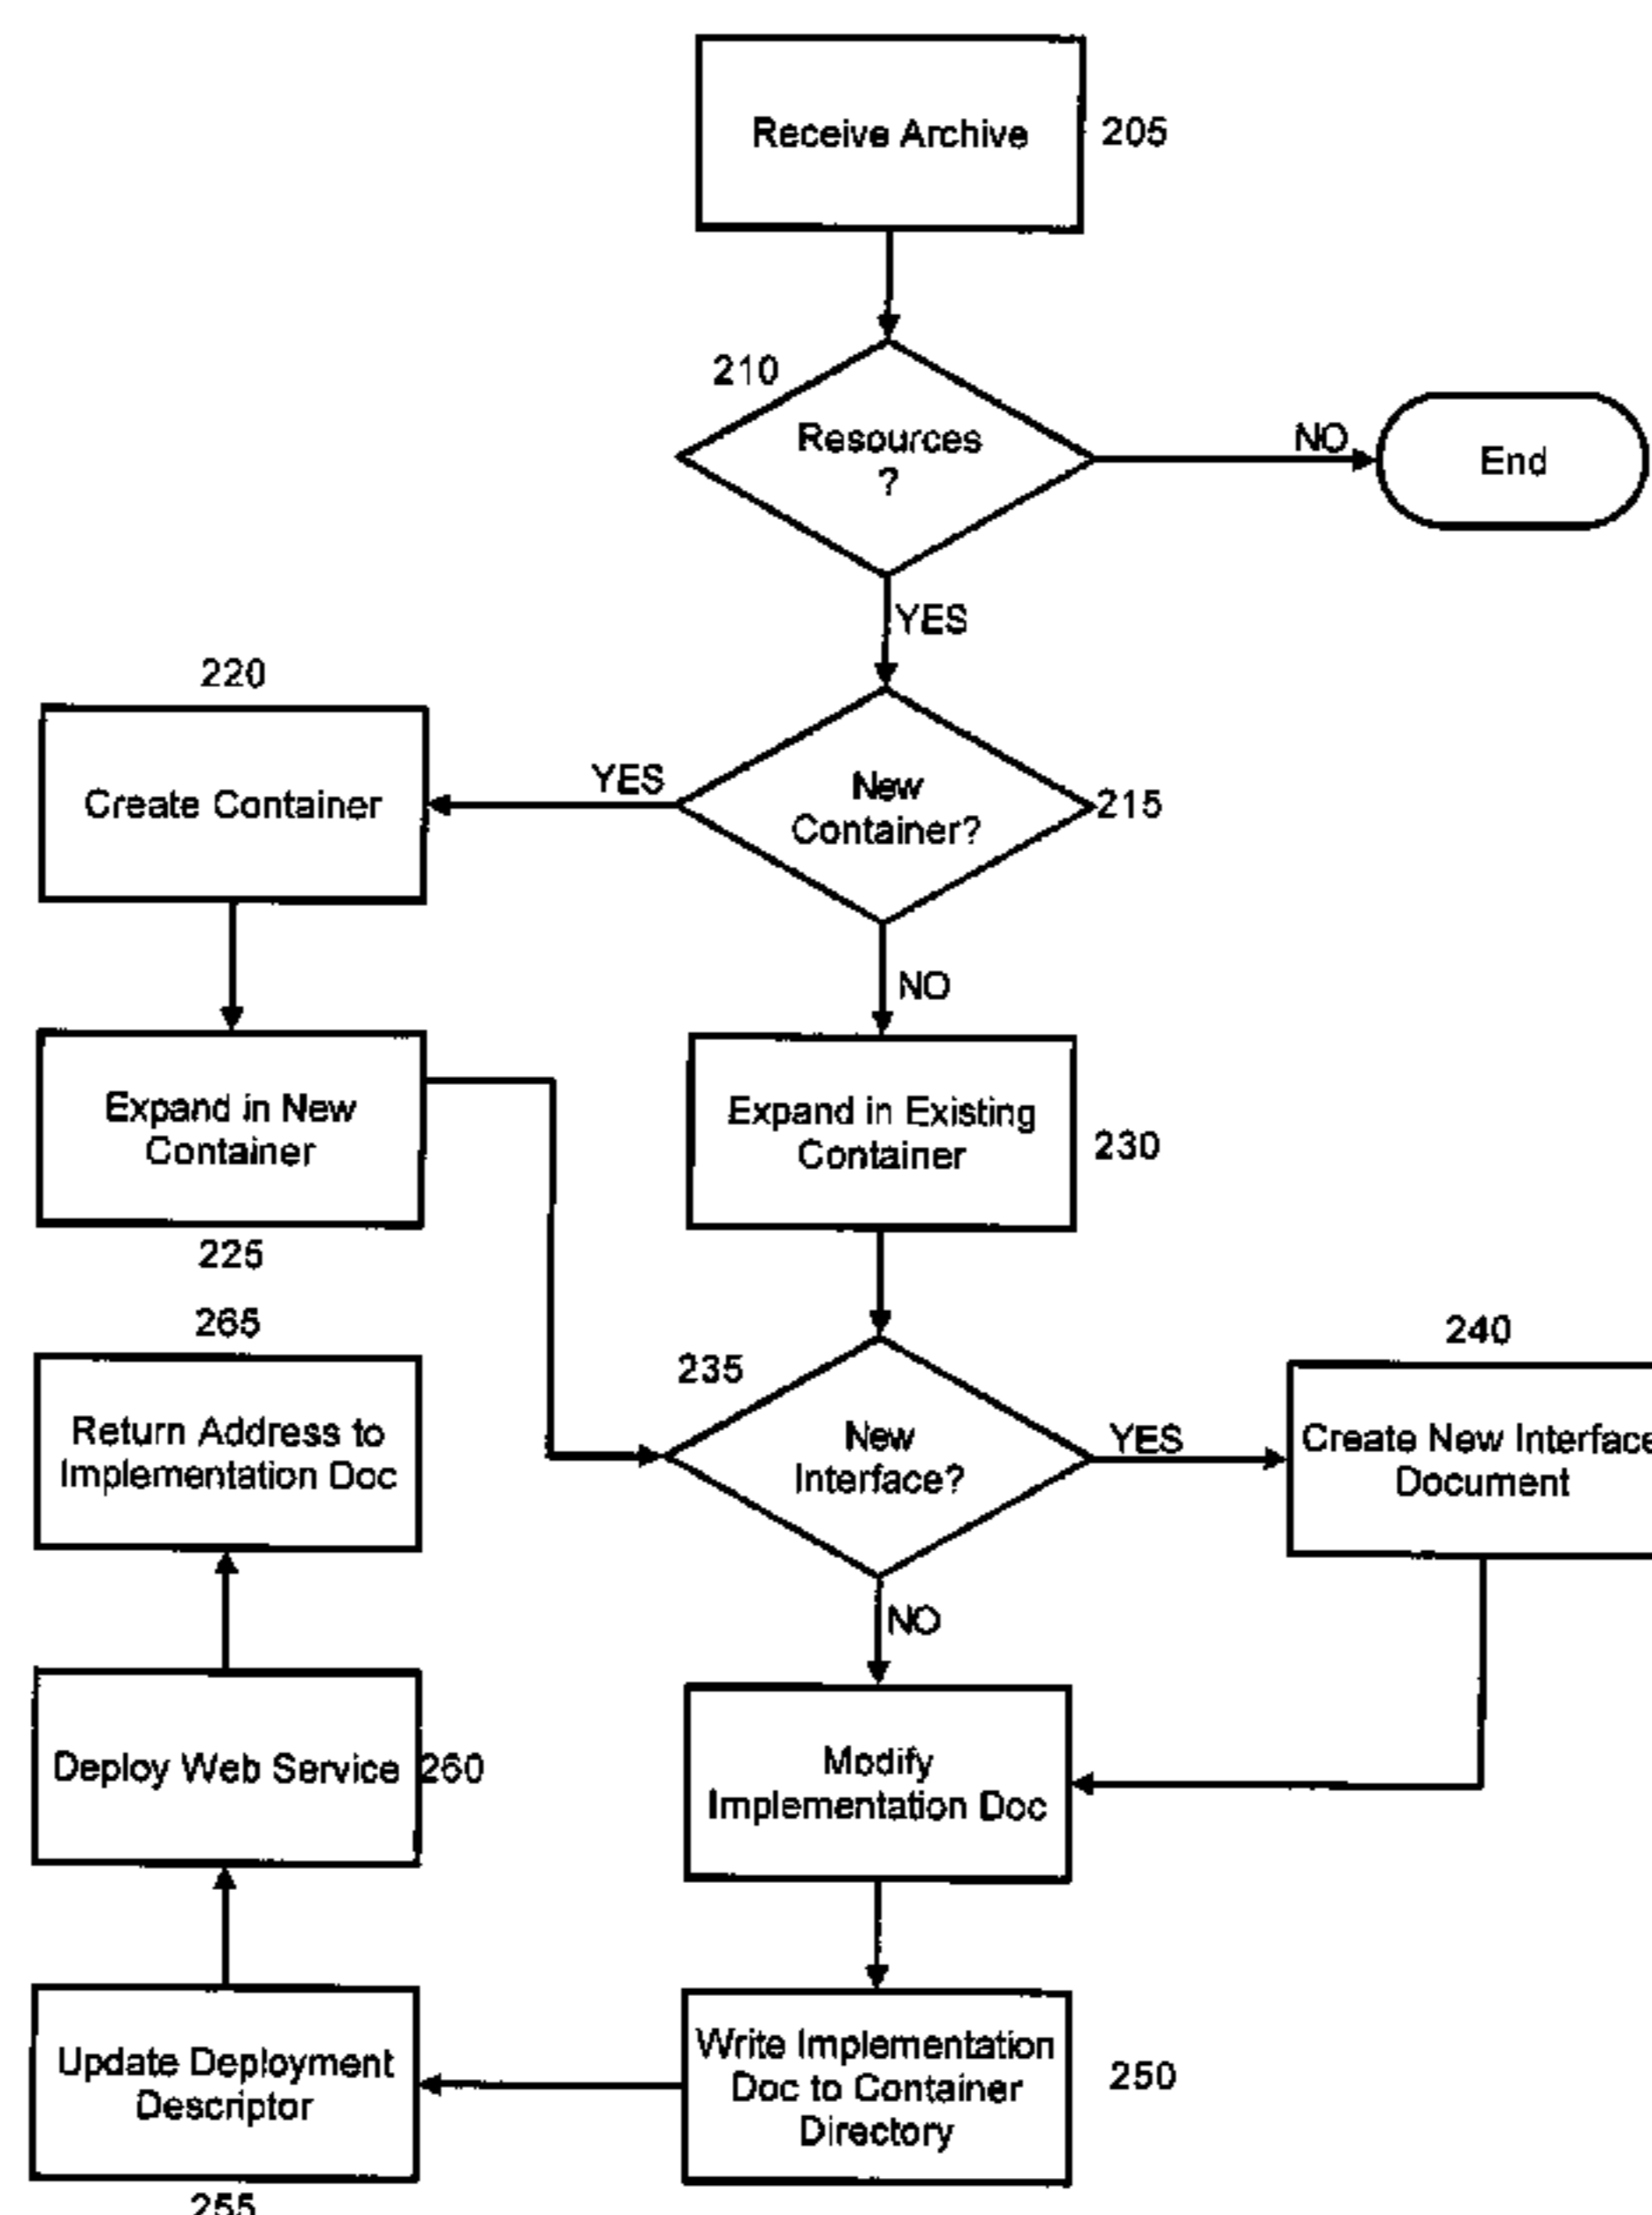 Receive Archive
205
210
Resources
?
NO
End
YES
220
Create Container
YES
New
Container?
215
NO
Expand in New
Container
225
Expand in Existing
Container
230
265
Return Address to
Implementation Doc
235
New
Interface?
YES
240
Create New Interface
Document
NO
Deploy Web Service
260
Modify
Implementation Doc
Update Deployment
Descriptor
255
Write Implementation
Doc to Container
Directory
250